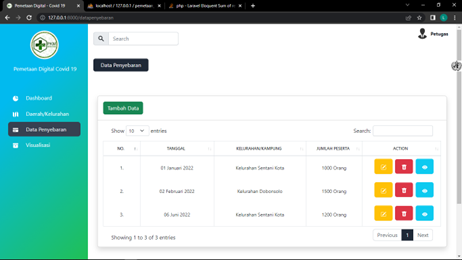 Pemetaan Digital - Covid 19
localhost / 127.0.0.1 / pemetaan
php - Laravel Eloquent Sum of r
127.0.0.1:8000/datapenyebaran
Search
Petugas
Pemetaan Digital Covid 19
Data Penyebaran
Dashboard
Daerah/Kelurahan
Data Penyebaran
Visualisasi
Tambah Data
Show 10 entries
Search:
NO. TANGGAL KELURAHAN/KAMPUNG JUMLAH PESERTA ACTION
1. 01 Januari 2022 Kelurahan Sentani Kota 1000 Orang
2. 02 Februari 2022 Kelurahan Dobonsolo 1500 Orang
3. 06 Juni 2022 Kelurahan Sentani Kota 1200 Orang
Showing 1 to 3 of 3 entries
Previous 1 Next